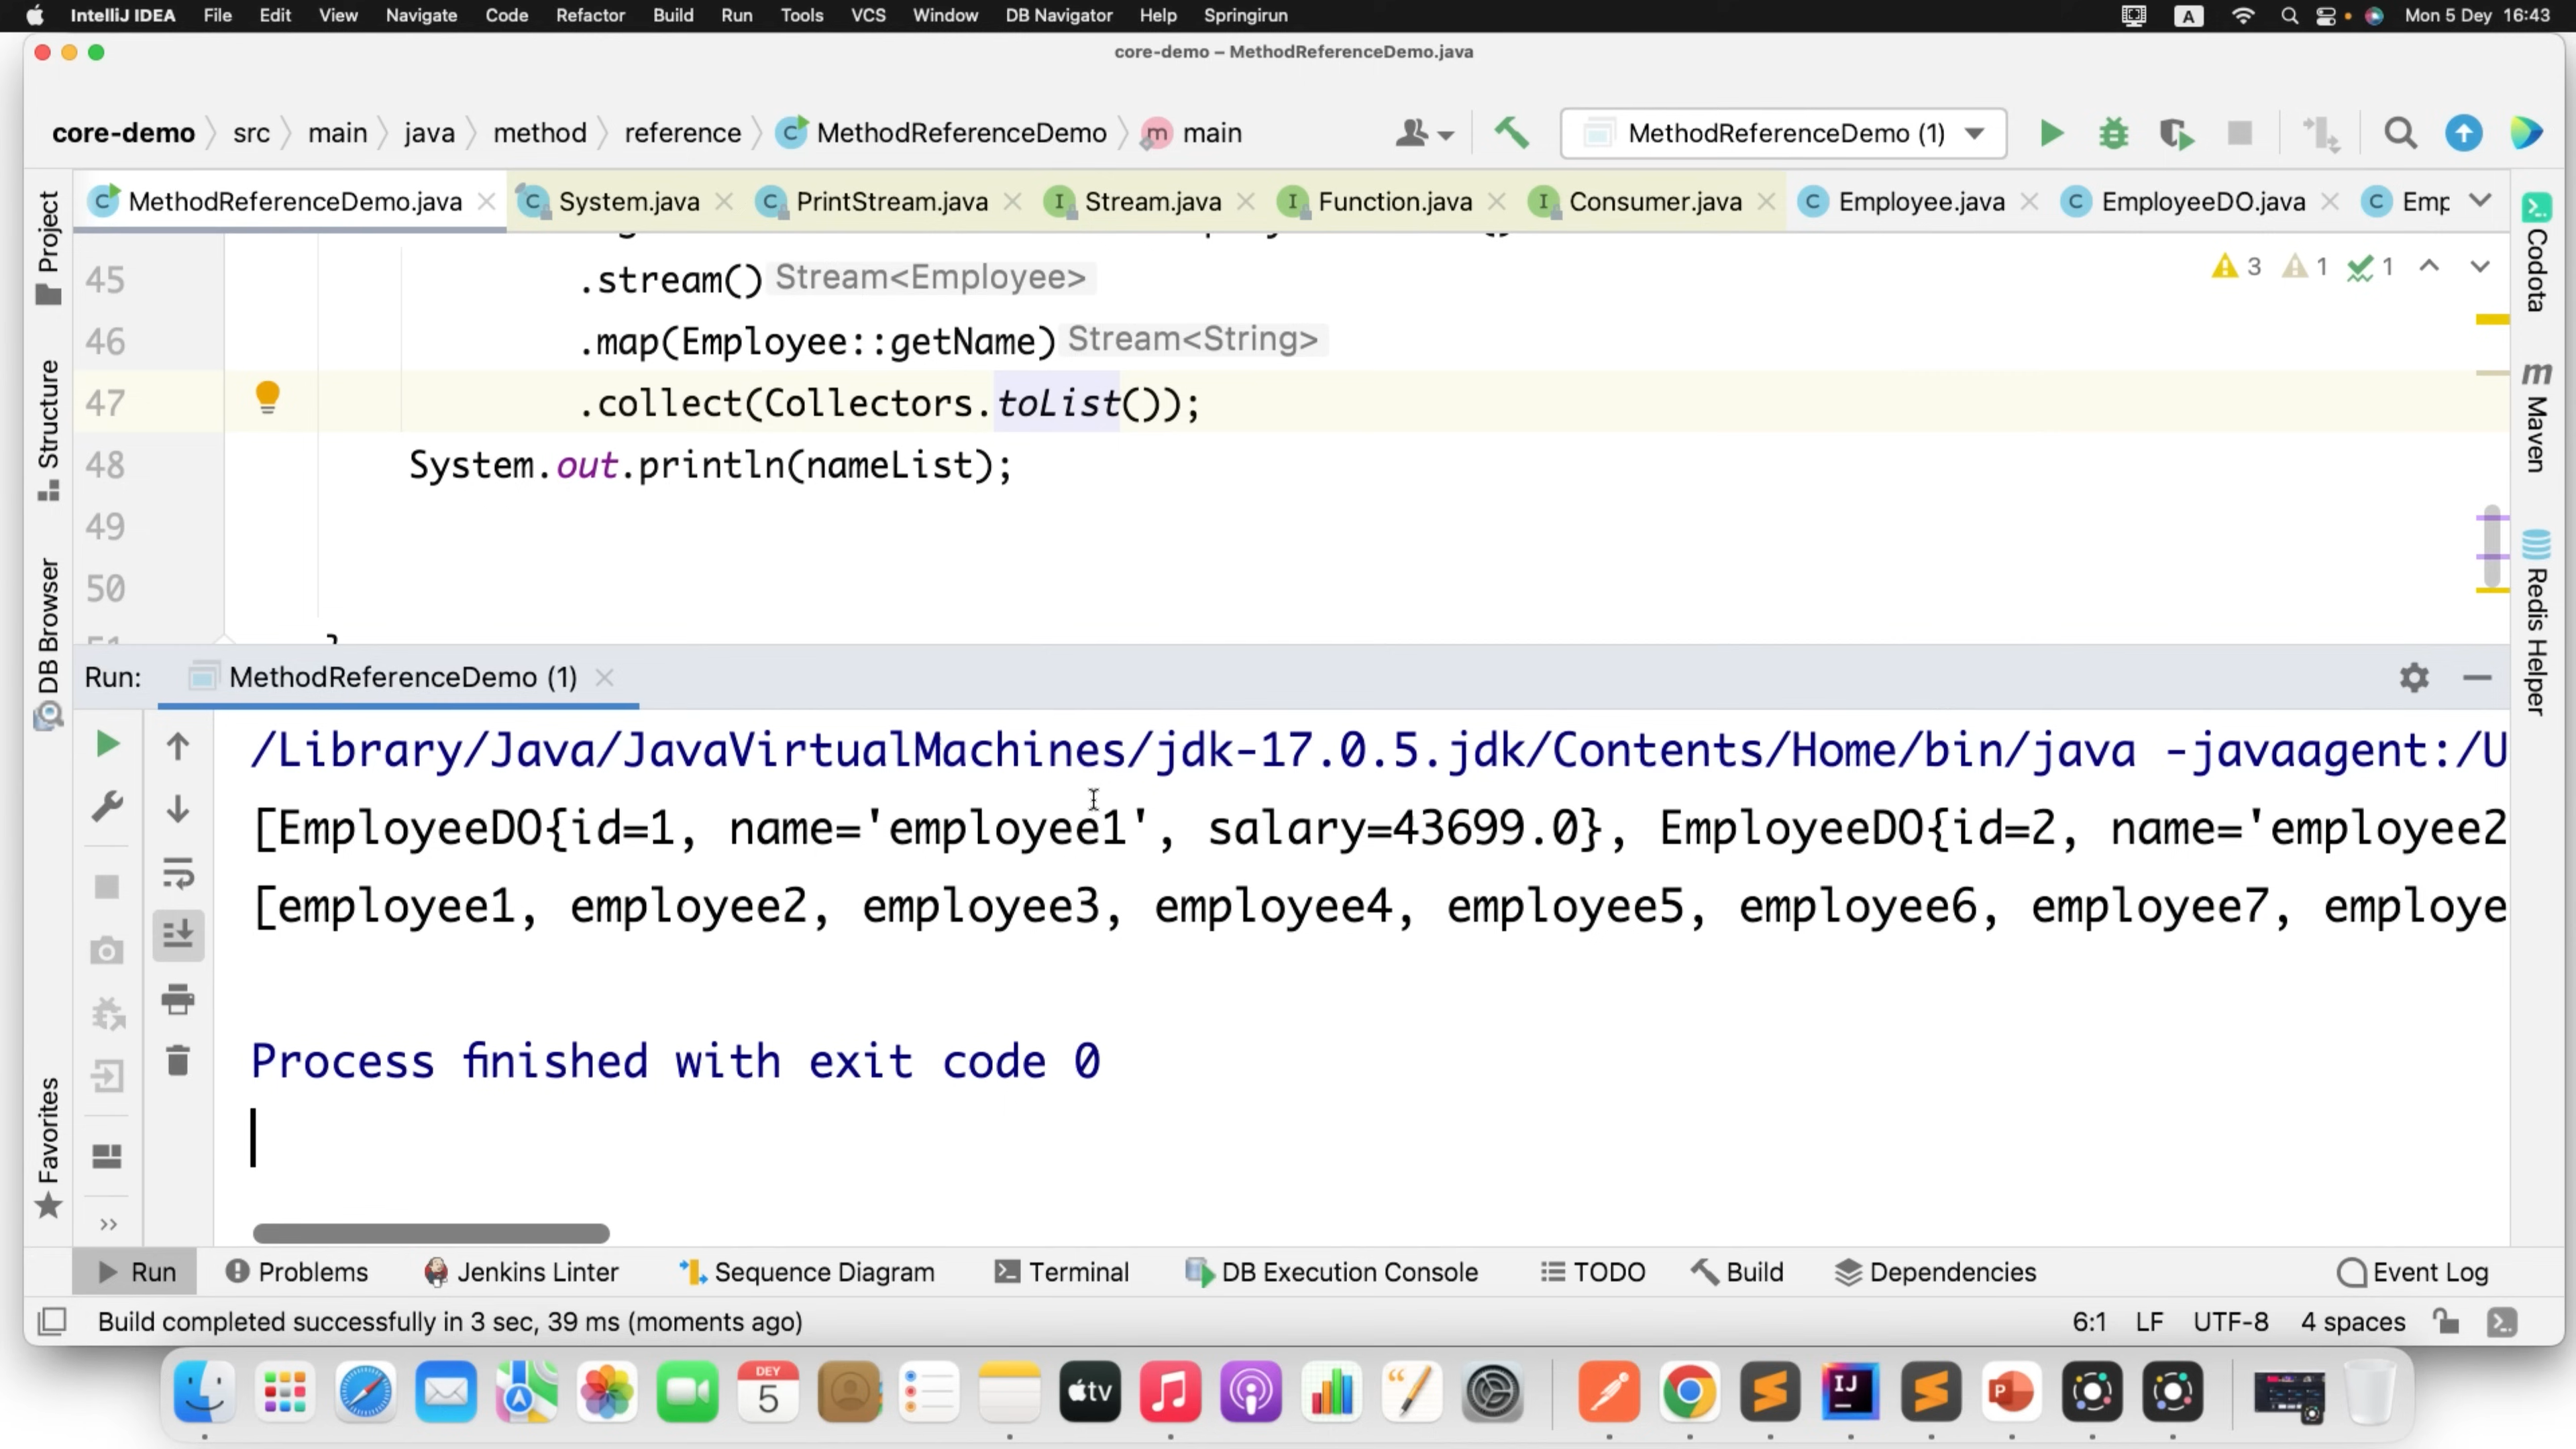 IntelliJ IDEA File Edit View Navigate Code Refactor Build Run Tools VCS Window DB Navigator Help Springirun A Mon 5 Dey 16:43
core-demo – MethodReferenceDemo.java
core-demo src main java method reference C MethodReferenceDemo m main MethodReferenceDemo (1)
MethodReferenceDemo.java System.java PrintStream.java Stream.java Function.java Consumer.java Employee.java EmployeeDO.java Emp
45 .stream() Stream<Employee>
3 1 1
46 .map(Employee::getName) Stream<String>
47 .collect(Collectors.toList());
48 System.out.println(nameList);
49
50
51 }
Project
Structure
DB Browser
Favorites
Codota
Maven
Redis Helper
Run: MethodReferenceDemo (1)
/Library/Java/JavaVirtualMachines/jdk-17.0.5.jdk/Contents/Home/bin/java -javaagent:/U
[EmployeeDO{id=1, name='employee1', salary=43699.0}, EmployeeDO{id=2, name='employee2
[employee1, employee2, employee3, employee4, employee5, employee6, employee7, employe
Process finished with exit code 0
Run Problems Jenkins Linter Sequence Diagram Terminal DB Execution Console TODO Build Dependencies Event Log
Build completed successfully in 3 sec, 39 ms (moments ago) 6:1 LF UTF-8 4 spaces
DEY
5
tv
IJ
P